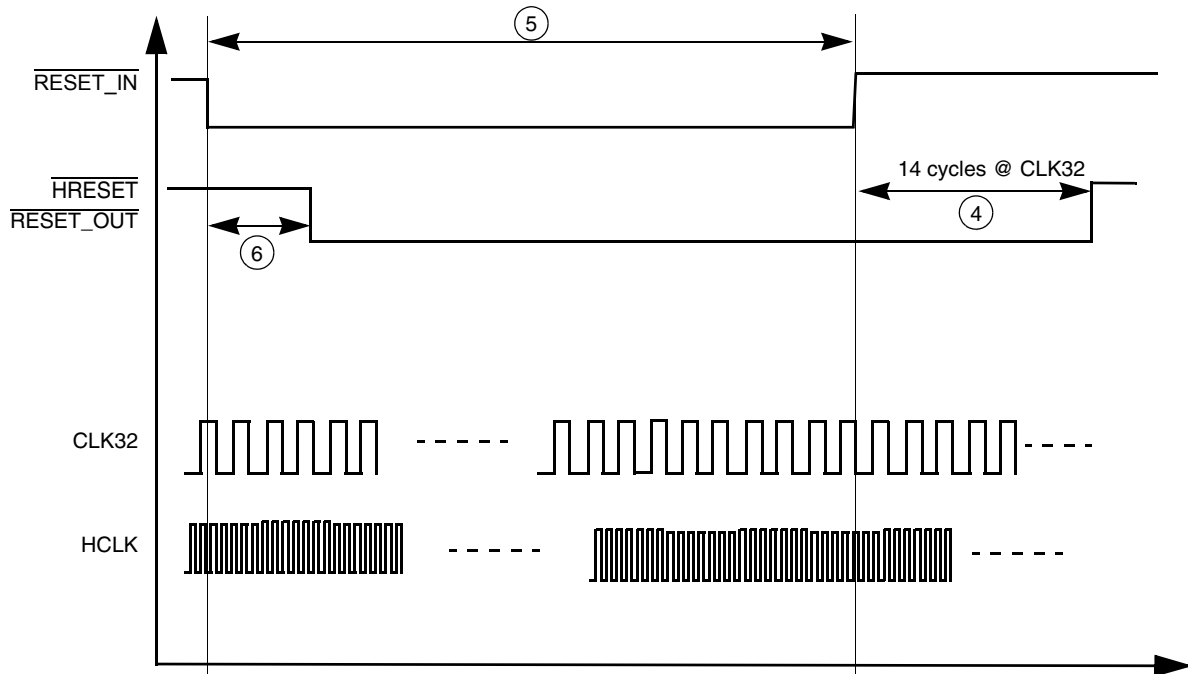 5
RESET_IN
14 cycles @ CLK32
HRESET
4
RESET_OUT
6
CLK32
HCLK